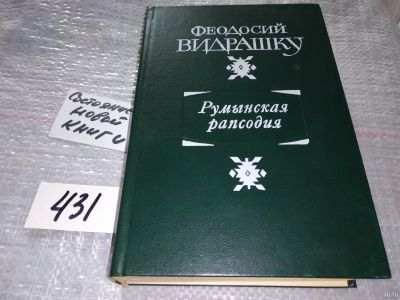 ФЕОДОСИЙ
ВИДРАШКУ
Румынская
рапсодия
Состояние
новой
книги
431